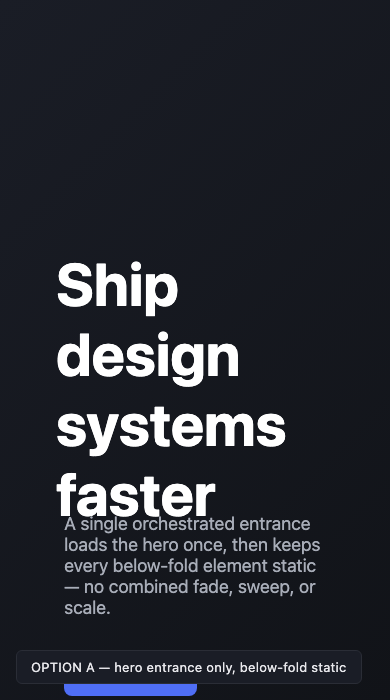 Ship
design
systems
faster
A single orchestrated entrance
loads the hero once, then keeps
every below-fold element static
— no combined fade, sweep, or
scale.
OPTION A — hero entrance only, below-fold static